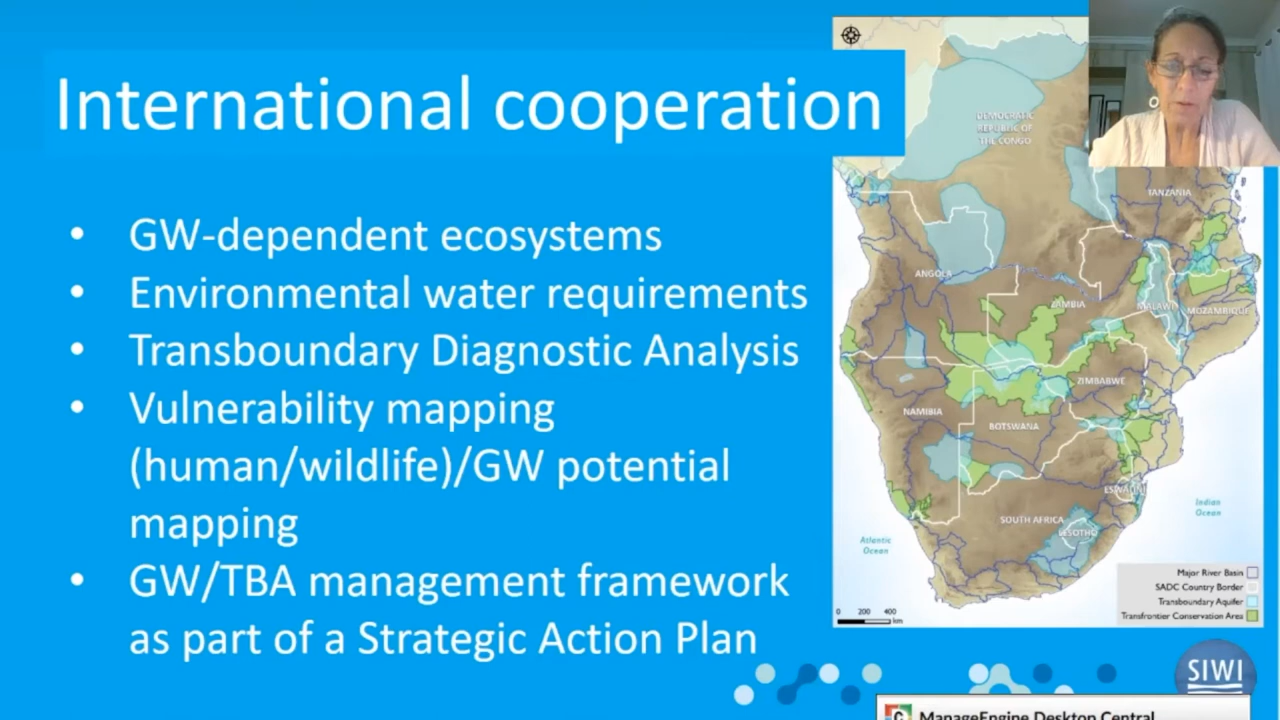 International cooperation
• GW-dependent ecosystems
• Environmental water requirements
• Transboundary Diagnostic Analysis
• Vulnerability mapping
(human/wildlife)/GW potential
mapping
• GW/TBA management framework
as part of a Strategic Action Plan
DEMOCRATIC
REPUBLIC OF
THE CONGO
TANZANIA
ANGOLA
ZAMBIA
MALAWI
MOZAMBIQUE
ZIMBABWE
NAMIBIA
BOTSWANA
ESWATINI
SOUTH AFRICA
LESOTHO
Indian
Ocean
Atlantic
Ocean
Major River Basin
SADC Country Border
Transboundary Aquifer
Transfrontier Conservation Area
0 200 400
km
SIWI
ManageEngine Desktop Central